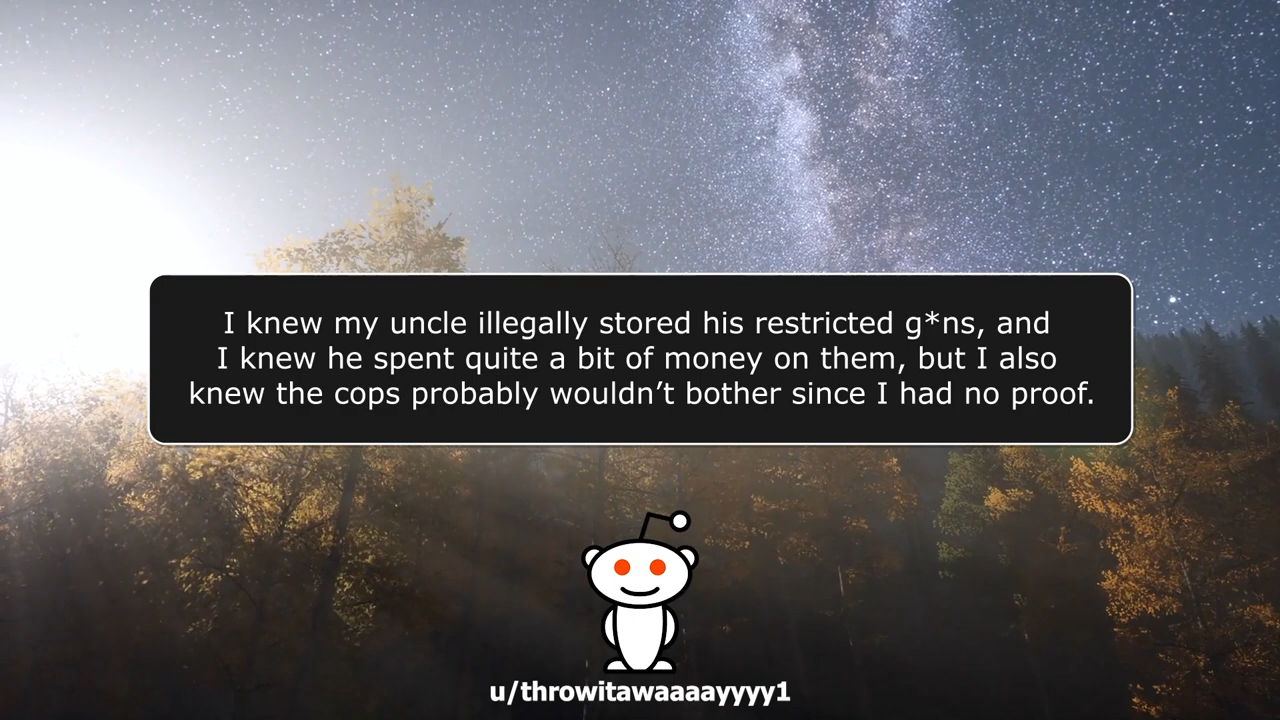 I knew my uncle illegally stored his restricted g*ns, and
I knew he spent quite a bit of money on them, but I also
knew the cops probably wouldn’t bother since I had no proof.
u/throwitawaaaayyyy1